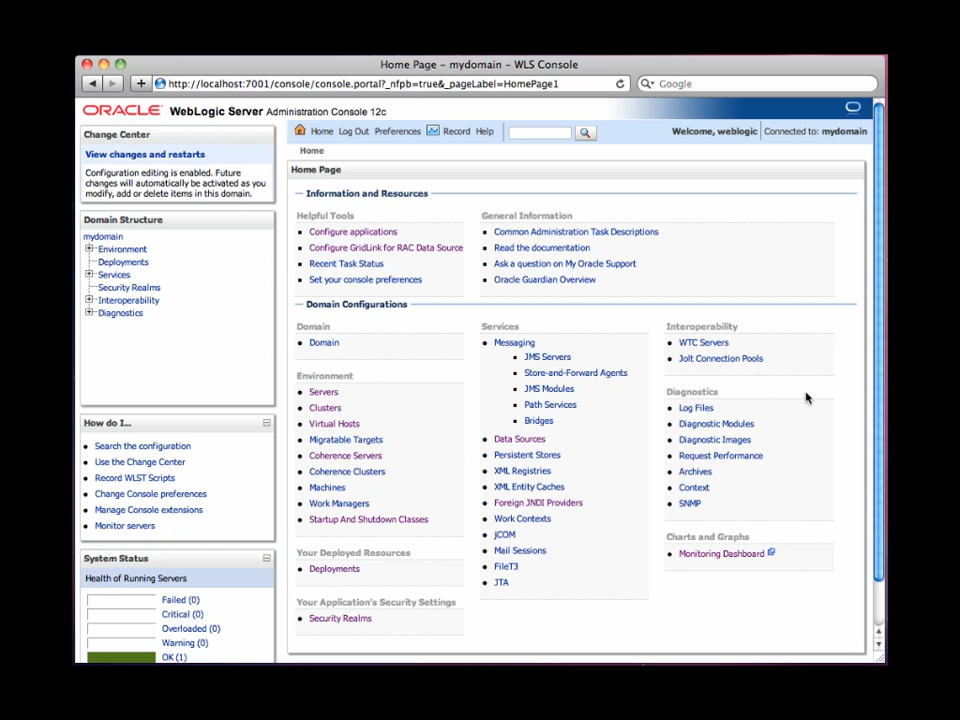 Home Page - mydomain - WLS Console
http://localhost:7001/console/console.portal?_nfpb=true&_pageLabel=HomePage1
Google
ORACLE WebLogic Server Administration Console 12c
Change Center
View changes and restarts
Configuration editing is enabled. Future
changes will automatically be activated as you
modify, add or delete items in this domain.
Domain Structure
mydomain
Environment
Deployments
Services
Security Realms
Interoperability
Diagnostics
How do I...
Search the configuration
Use the Change Center
Record WLST Scripts
Change Console preferences
Manage Console extensions
Monitor servers
System Status
Health of Running Servers
Failed (0)
Critical (0)
Overloaded (0)
Warning (0)
OK (1)
Home Log Out Preferences Record Help
Welcome, weblogic Connected to: mydomain
Home
Home Page
Information and Resources
Helpful Tools
Configure applications
Configure GridLink for RAC Data Source
Recent Task Status
Set your console preferences
General Information
Common Administration Task Descriptions
Read the documentation
Ask a question on My Oracle Support
Oracle Guardian Overview
Domain Configurations
Domain
Domain
Environment
Servers
Clusters
Virtual Hosts
Migratable Targets
Coherence Servers
Coherence Clusters
Machines
Work Managers
Startup And Shutdown Classes
Your Deployed Resources
Deployments
Your Application's Security Settings
Security Realms
Services
Messaging
JMS Servers
Store-and-Forward Agents
JMS Modules
Path Services
Bridges
Data Sources
Persistent Stores
XML Registries
XML Entity Caches
Foreign JNDI Providers
Work Contexts
jCOM
Mail Sessions
FileT3
JTA
Interoperability
WTC Servers
Jolt Connection Pools
Diagnostics
Log Files
Diagnostic Modules
Diagnostic Images
Request Performance
Archives
Context
SNMP
Charts and Graphs
Monitoring Dashboard